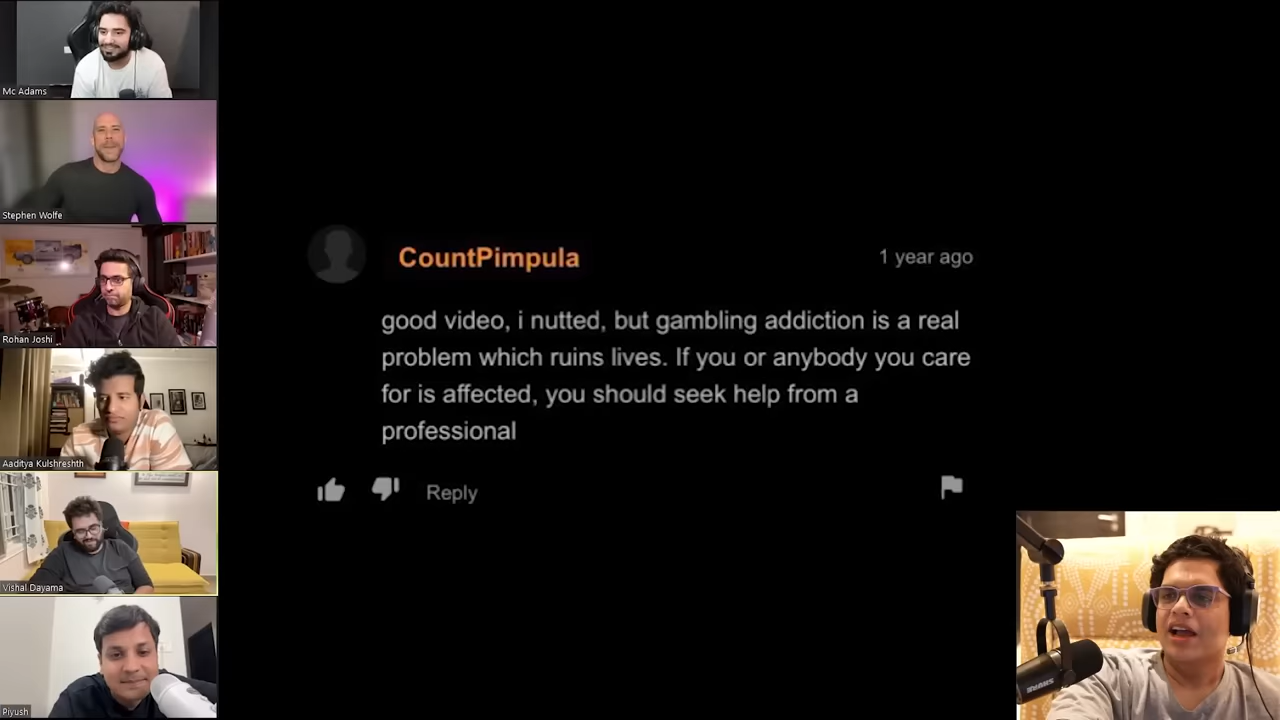 Mc Adams
Stephen Wolfe
Rohan Joshi
Aaditya Kulshreshth
Vishal Dayama
Piyush
CountPimpula
1 year ago
good video, i nutted, but gambling addiction is a real
problem which ruins lives. If you or anybody you care
for is affected, you should seek help from a
professional
Reply
SHURE